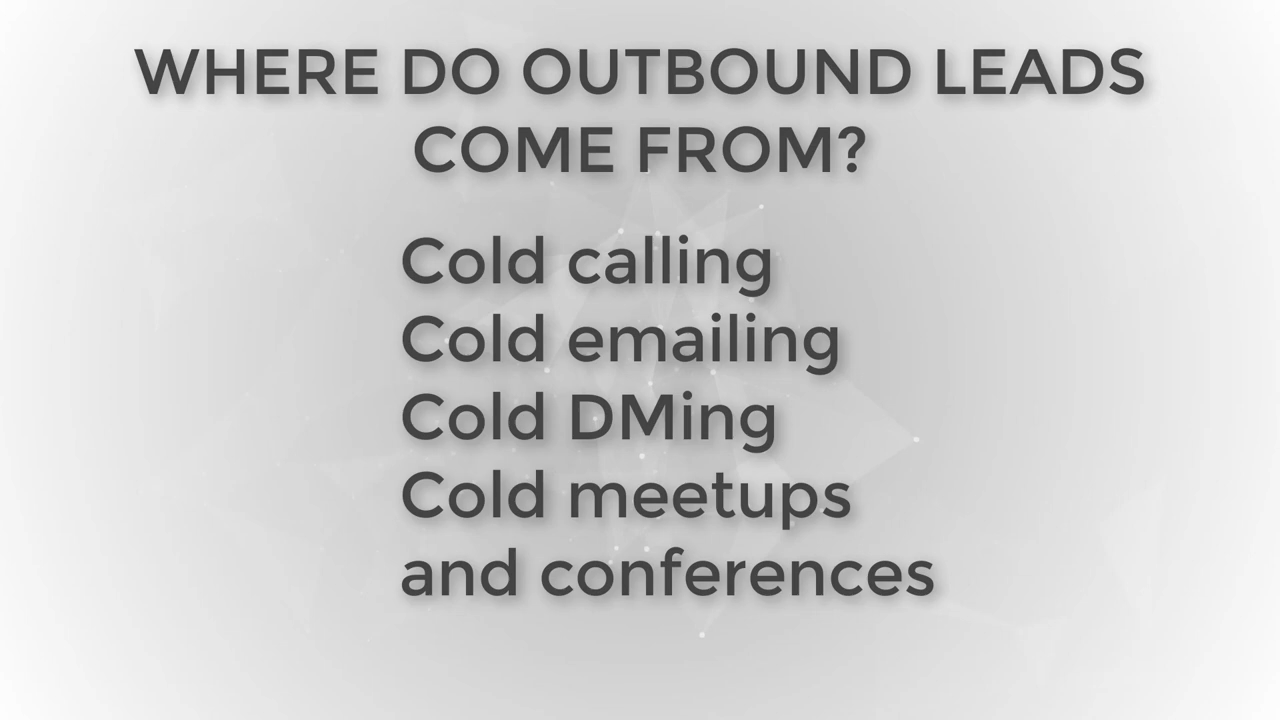 WHERE DO OUTBOUND LEADS
COME FROM?
Cold calling
Cold emailing
Cold DMing
Cold meetups
and conferences